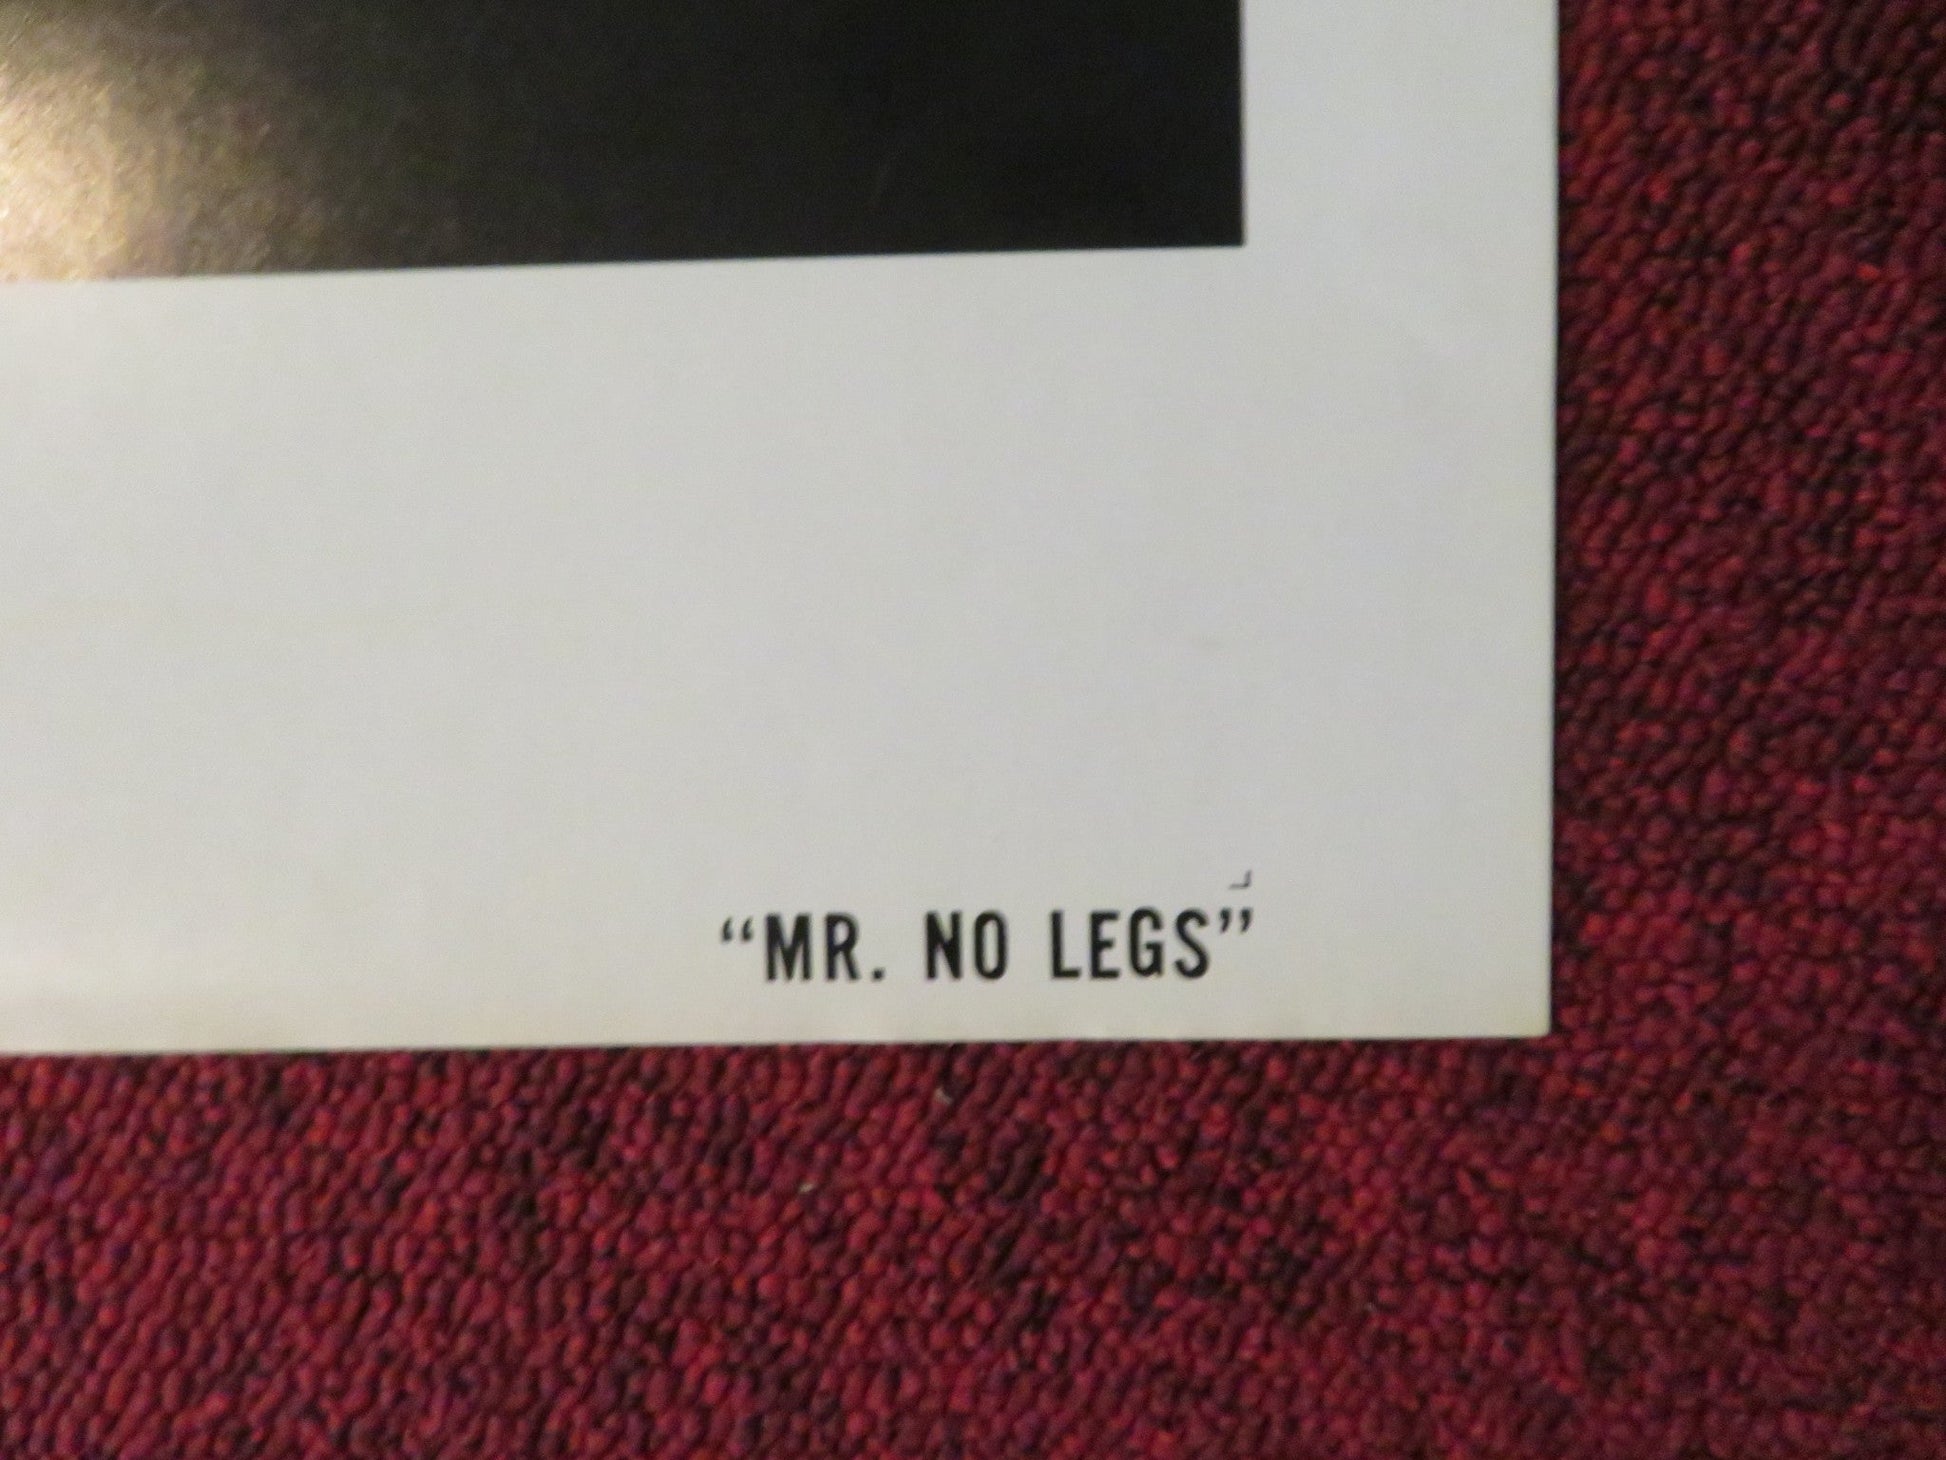 “MR. NO LEGS”